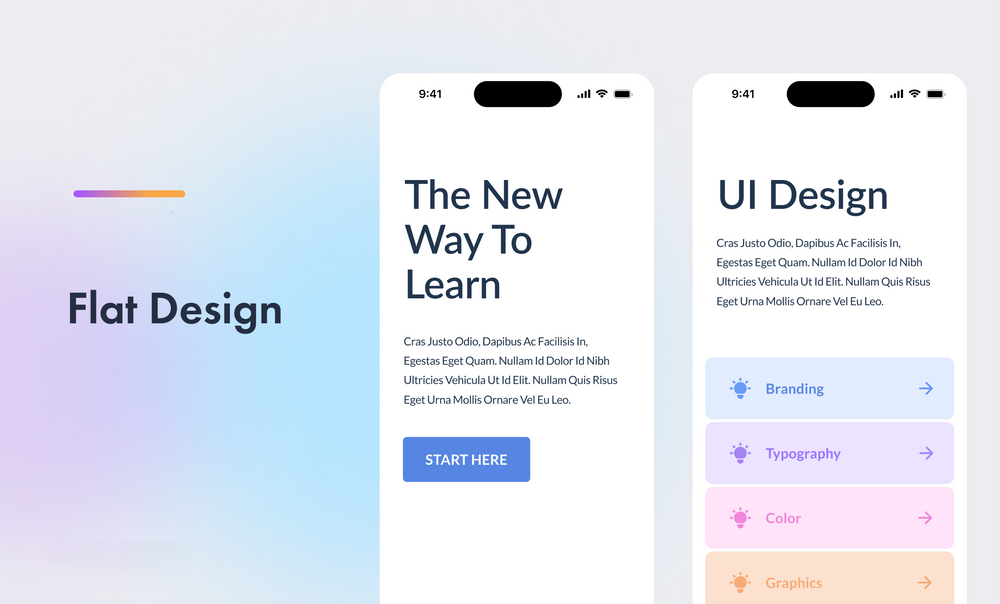 Flat Design
9:41
The New
Way To
Learn
Cras Justo Odio, Dapibus Ac Facilisis In,
Egestas Eget Quam. Nullam Id Dolor Id Nibh
Ultricies Vehicula Ut Id Elit. Nullam Quis Risus
Eget Urna Mollis Ornare Vel Eu Leo.
START HERE
9:41
UI Design
Cras Justo Odio, Dapibus Ac Facilisis In,
Egestas Eget Quam. Nullam Id Dolor Id Nibh
Ultricies Vehicula Ut Id Elit. Nullam Quis Risus
Eget Urna Mollis Ornare Vel Eu Leo.
Branding
Typography
Color
Graphics